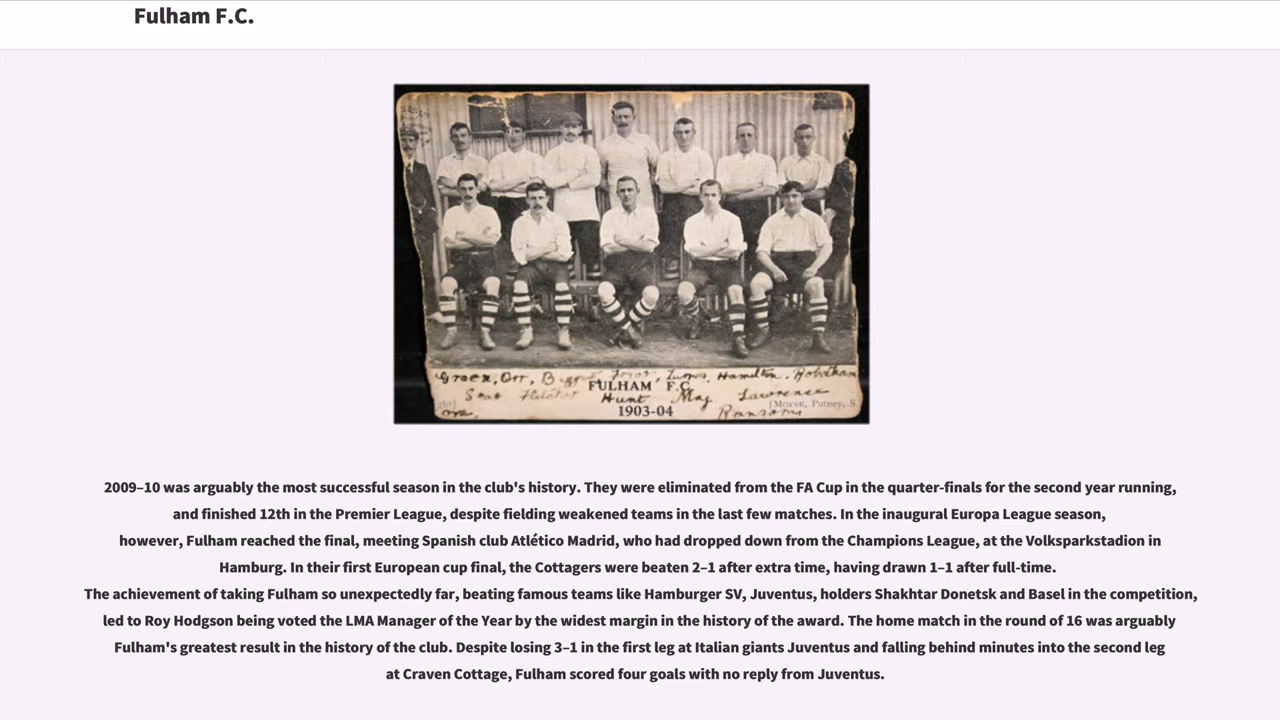 Fulham F.C.
Green, Orr, Hamilton, Robotham
FULHAM F.C.
Hunt May Lawrence
1903-04
[Moyse, Putney, S.
Ransom
2009–10 was arguably the most successful season in the club's history. They were eliminated from the FA Cup in the quarter-finals for the second year running,
and finished 12th in the Premier League, despite fielding weakened teams in the last few matches. In the inaugural Europa League season,
however, Fulham reached the final, meeting Spanish club Atlético Madrid, who had dropped down from the Champions League, at the Volksparkstadion in
Hamburg. In their first European cup final, the Cottagers were beaten 2–1 after extra time, having drawn 1–1 after full-time.
The achievement of taking Fulham so unexpectedly far, beating famous teams like Hamburger SV, Juventus, holders Shakhtar Donetsk and Basel in the competition,
led to Roy Hodgson being voted the LMA Manager of the Year by the widest margin in the history of the award. The home match in the round of 16 was arguably
Fulham's greatest result in the history of the club. Despite losing 3–1 in the first leg at Italian giants Juventus and falling behind minutes into the second leg
at Craven Cottage, Fulham scored four goals with no reply from Juventus.